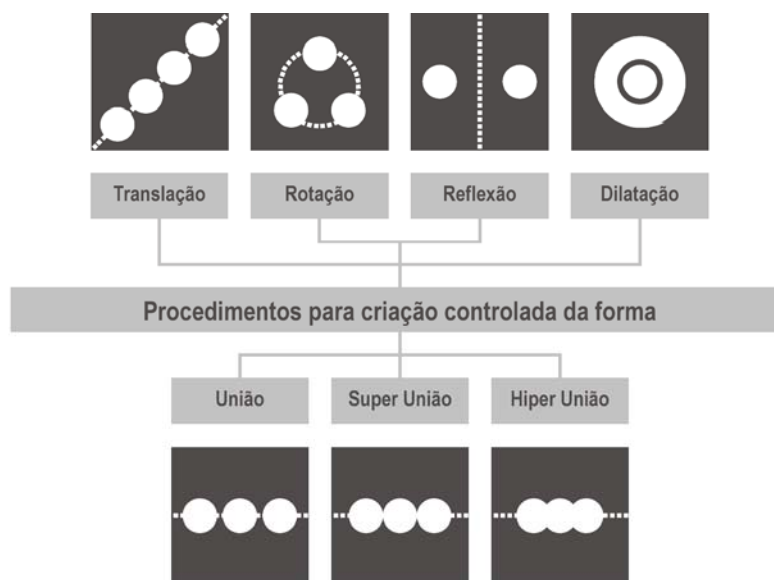 Translação
Rotação
Reflexão
Dilatação
Procedimentos para criação controlada da forma
União
Super União
Hiper União